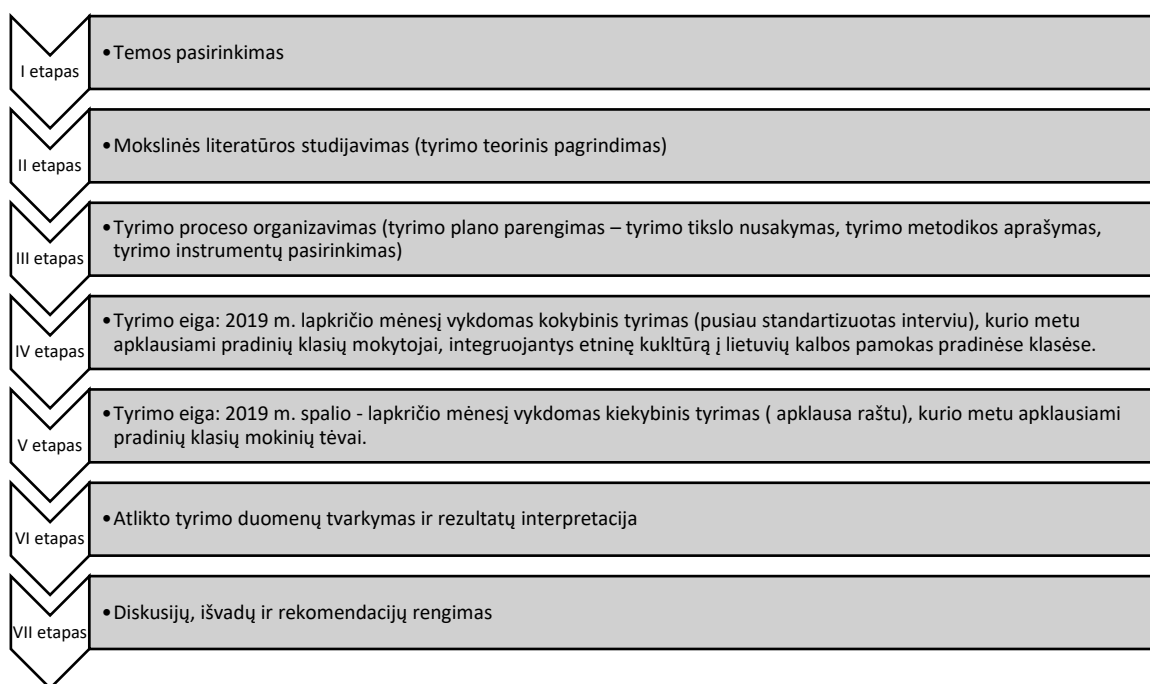 I etapas
•Temos pasirinkimas
II etapas
•Mokslinės literatūros studijavimas (tyrimo teorinis pagrindimas)
III etapas
•Tyrimo proceso organizavimas (tyrimo plano parengimas – tyrimo tikslo nusakymas, tyrimo metodikos aprašymas,
tyrimo instrumentų pasirinkimas)
IV etapas
•Tyrimo eiga: 2019 m. lapkričio mėnesį vykdomas kokybinis tyrimas (pusiau standartizuotas interviu), kurio metu
apklausiami pradinių klasių mokytojai, integruojantys etninę kukltūrą į lietuvių kalbos pamokas pradinėse klasėse.
V etapas
•Tyrimo eiga: 2019 m. spalio - lapkričio mėnesį vykdomas kiekybinis tyrimas ( apklausa raštu), kurio metu apklausiami
pradinių klasių mokinių tėvai.
VI etapas
•Atlikto tyrimo duomenų tvarkymas ir rezultatų interpretacija
VII etapas
•Diskusijų, išvadų ir rekomendacijų rengimas